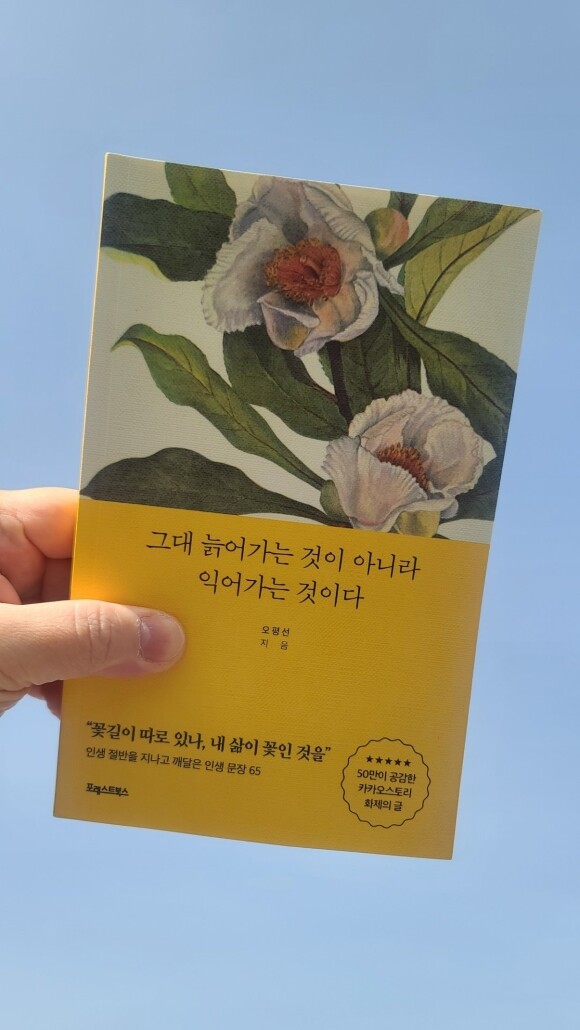 그대 늙어가는 것이 아니라
익어가는 것이다
오평선
지 음
“꽃길이 따로 있나, 내 삶이 꽃인 것을”
인생 절반을 지나고 깨달은 인생 문장 65
포레스트북스
★★★★★
50만이 공감한
카카오스토리
화제의 글